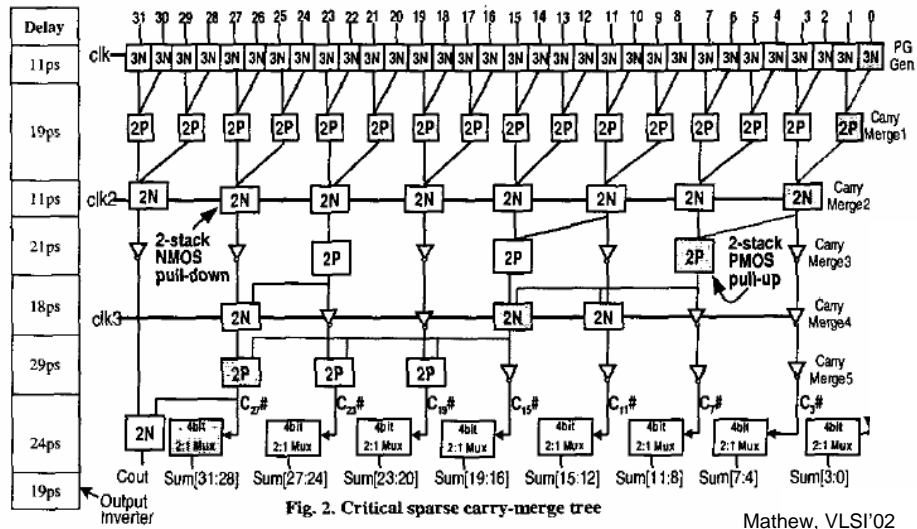 Delay
31 30 29 28 27 26 25 24 23 22 21 20 19 18 17 16 15 14 13 12 11 10 9 8 7 6 5 4 3 2 1 0
11ps
clk
3N 3N 3N 3N 3N 3N 3N 3N 3N 3N 3N 3N 3N 3N 3N 3N 3N 3N 3N 3N 3N 3N 3N 3N 3N 3N 3N 3N 3N 3N 3N 3N
PG
Gen
19ps
2P 2P 2P 2P 2P 2P 2P 2P 2P 2P 2P 2P 2P 2P 2P 2P
Carry
Merge1
11ps
clk2
2N 2N 2N 2N 2N 2N 2N 2N
Carry
Merge2
21ps
2-stack
NMOS
pull-down
2P 2P 2P
2-stack
PMOS
pull-up
Carry
Merge3
18ps
clk3
2N 2N 2N
Carry
Merge4
29ps
2P 2P 2P
Carry
Merge5
C27# C23# C19# C15# C11# C7# C3#
24ps
2N
4bit 4bit 4bit 4bit 4bit 4bit 4bit 4bit
2:1 Mux 2:1 Mux 2:1 Mux 2:1 Mux 2:1 Mux 2:1 Mux 2:1 Mux 2:1 Mux
Cout Sum[31:28] Sum[27:24] Sum[23:20] Sum[19:16] Sum[15:12] Sum[11:8] Sum[7:4] Sum[3:0]
19ps
Output
Inverter
Fig. 2. Critical sparse carry-merge tree
Mathew, VLSI'02